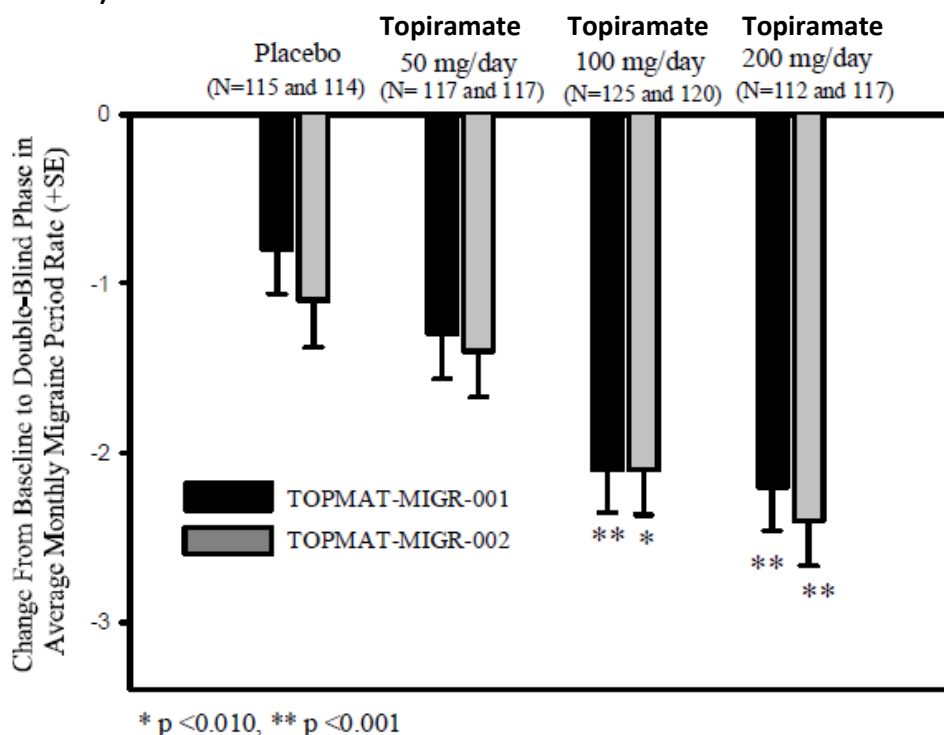 Topiramate Topiramate Topiramate
Placebo 50 mg/day 100 mg/day 200 mg/day
(N=115 and 114) (N= 117 and 117) (N=125 and 120) (N=112 and 117)
Change From Baseline to Double-Blind Phase in
Average Monthly Migraine Period Rate (+SE)
0
-1
-2
-3
TOPMAT-MIGR-001
TOPMAT-MIGR-002
** * ** **
* p <0.010, ** p <0.001